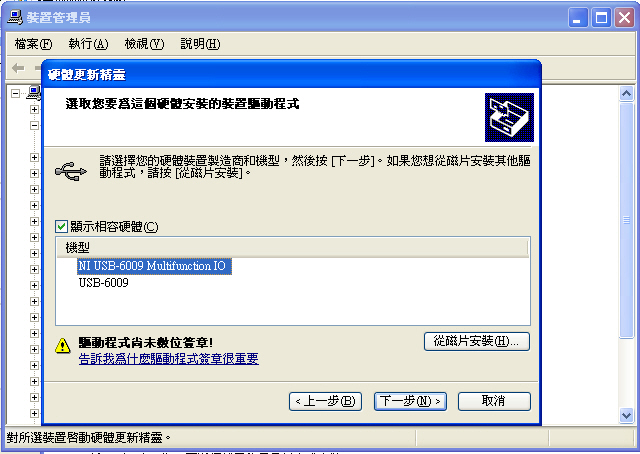 裝置管理員
檔案(F) 執行(A) 檢視(V) 說明(H)
硬體更新精靈
選取您要為這個硬體安裝的裝置驅動程式
請選擇您的硬體裝置製造商和機型，然後按 [下一步]。如果您想從磁片安裝其他驅
動程式，請按 [從磁片安裝]。
顯示相容硬體(C)
機型
NI USB-6009 Multifunction IO
USB-6009
驅動程式尚未數位簽章!
告訴我為什麼驅動程式簽章很重要
從磁片安裝(H)...
< 上一步(B) 下一步(N) > 取消
對所選裝置啟動硬體更新精靈。